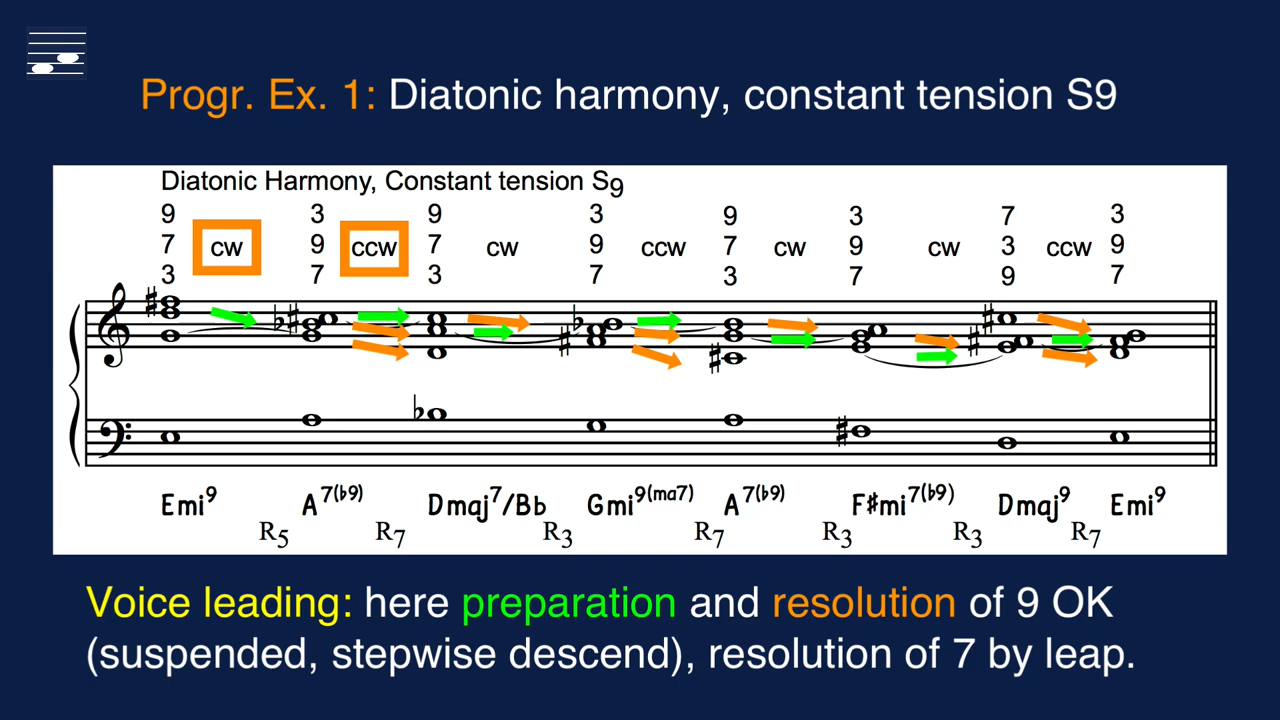 Progr. Ex. 1: Diatonic harmony, constant tension S9
Diatonic Harmony, Constant tension S9
9 3 9 3 9 3 7 3
7 cw 9 ccw 7 cw 9 ccw 7 cw 9 cw 3 ccw 9
3 7 3 7 3 7 9 7
Emi9 A7(b9) Dmaj7/Bb Gmi9(ma7) A7(b9) F#mi7(b9) Dmaj9 Emi9
R5 R7 R3 R7 R3 R3 R7
Voice leading: here preparation and resolution of 9 OK
(suspended, stepwise descend), resolution of 7 by leap.